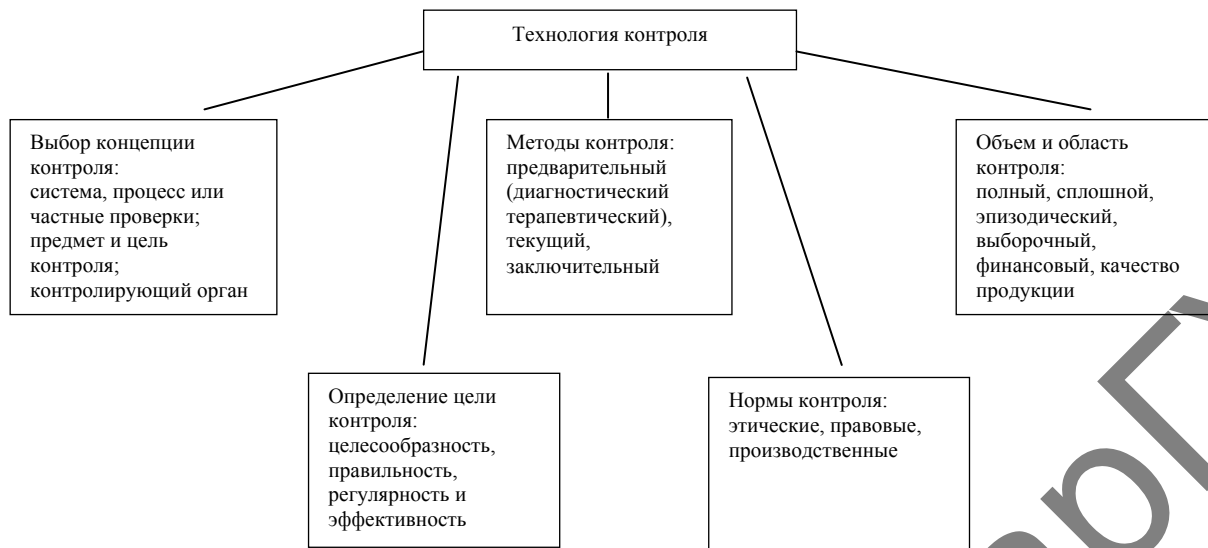 Технология контроля
Выбор концепции
контроля:
система, процесс или
частные проверки;
предмет и цель
контроля;
контролирующий орган
Методы контроля:
предварительный
(диагностический
терапевтический),
текущий,
заключительный
Объем и область
контроля:
полный, сплошной,
эпизодический,
выборочный,
финансовый, качество
продукции
Определение цели
контроля:
целесообразность,
правильность,
регулярность и
эффективность
Нормы контроля:
этические, правовые,
производственные